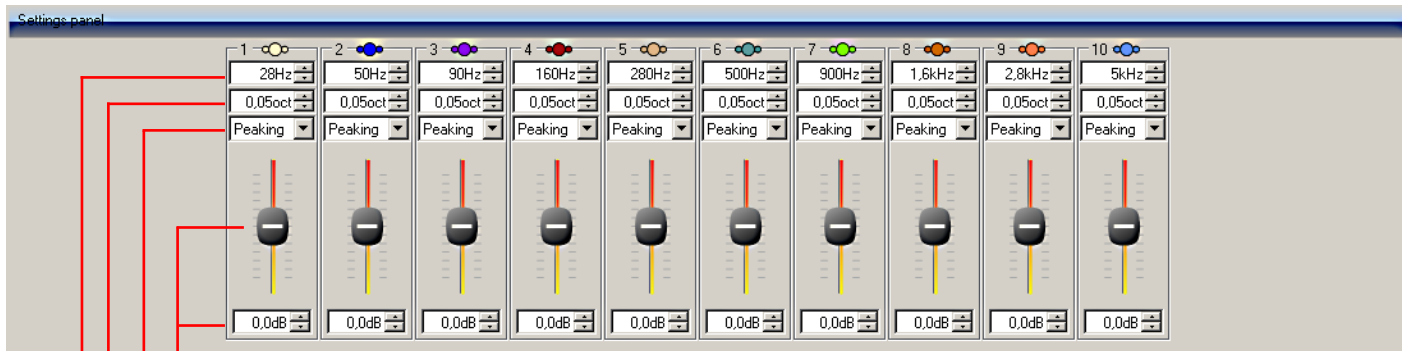 Settings panel
1 2 3 4 5 6 7 8 9 10
28Hz 50Hz 90Hz 160Hz 280Hz 500Hz 900Hz 1,6kHz 2,8kHz 5kHz
0,05oct 0,05oct 0,05oct 0,05oct 0,05oct 0,05oct 0,05oct 0,05oct 0,05oct 0,05oct
Peaking Peaking Peaking Peaking Peaking Peaking Peaking Peaking Peaking Peaking
0,0dB 0,0dB 0,0dB 0,0dB 0,0dB 0,0dB 0,0dB 0,0dB 0,0dB 0,0dB